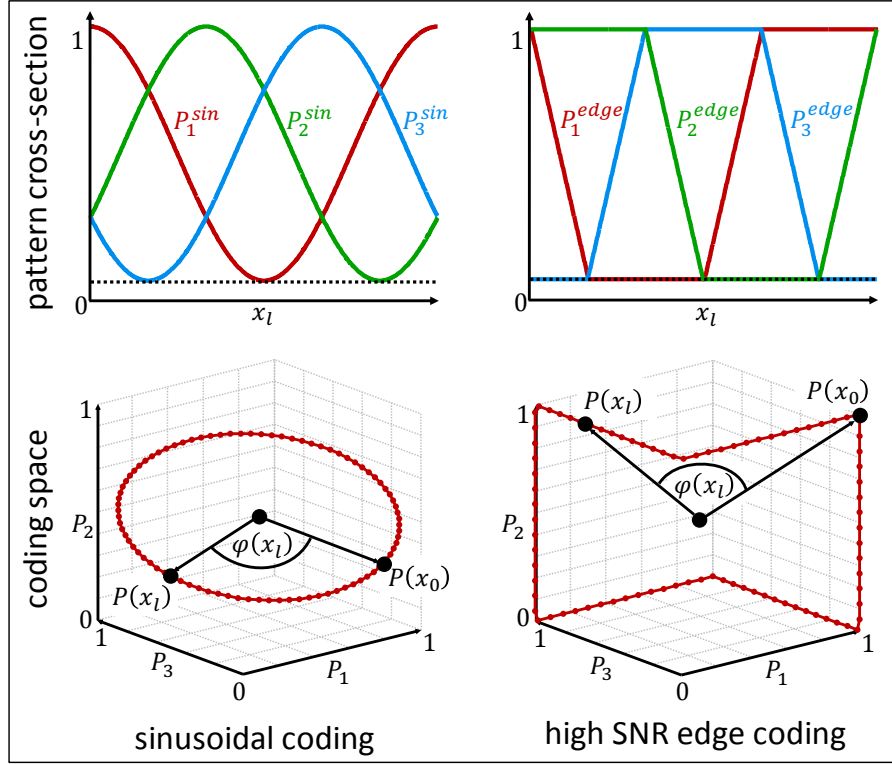 pattern cross-section
1
0
P_1^{sin}
P_2^{sin}
P_3^{sin}
x_l
1
0
P_1^{edge}
P_2^{edge}
P_3^{edge}
x_l
coding space
1
P_2
0
1
P_3
0
P_1
1
φ(x_l)
P(x_l)
P(x_0)
sinusoidal coding
1
P_2
0
1
P_3
0
P_1
1
P(x_l)
P(x_0)
φ(x_l)
high SNR edge coding